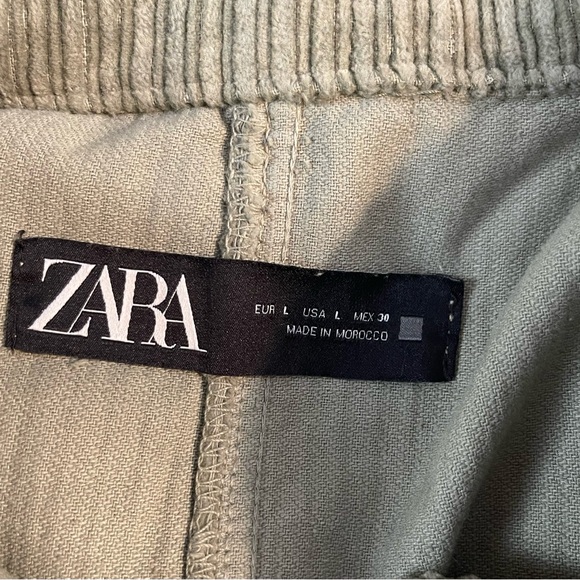 ZARA
EUR L USA L MEX 30
MADE IN MOROCCO